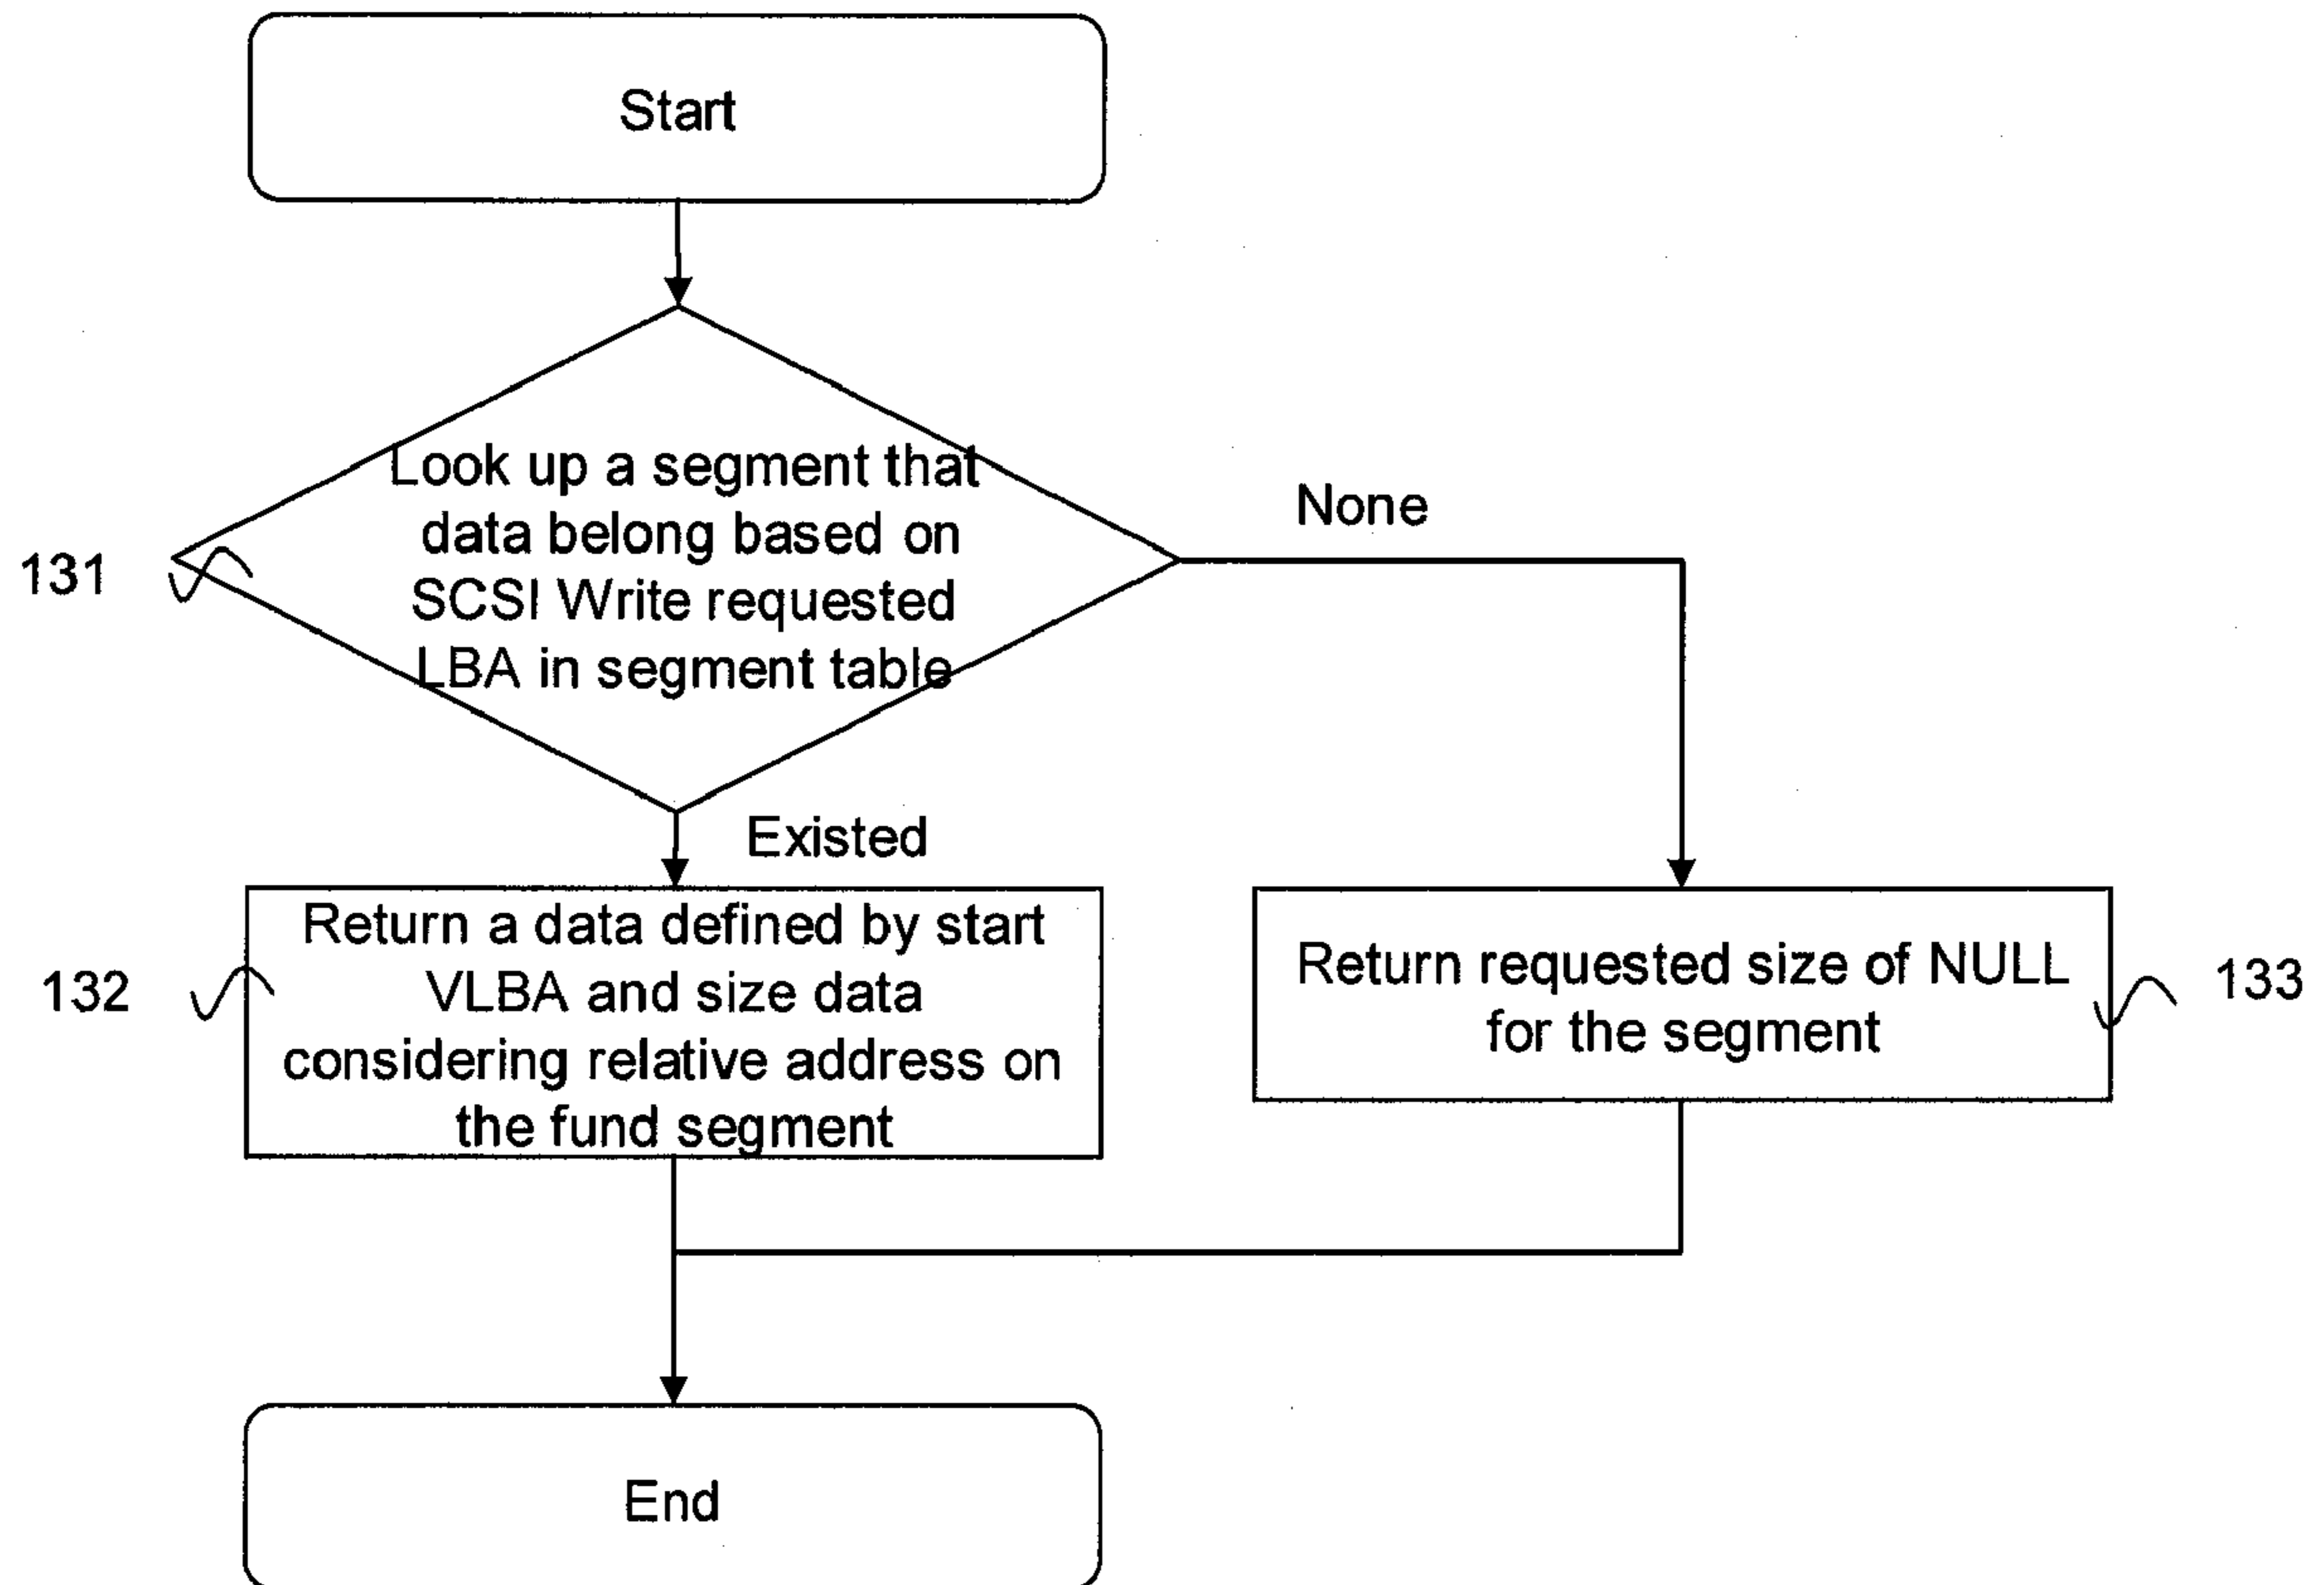 Start
Look up a segment that
data belong based on
SCSI Write requested
LBA in segment table
None
131
Existed
Return a data defined by start
VLBA and size data
considering relative address on
the fund segment
132
Return requested size of NULL
for the segment
133
End